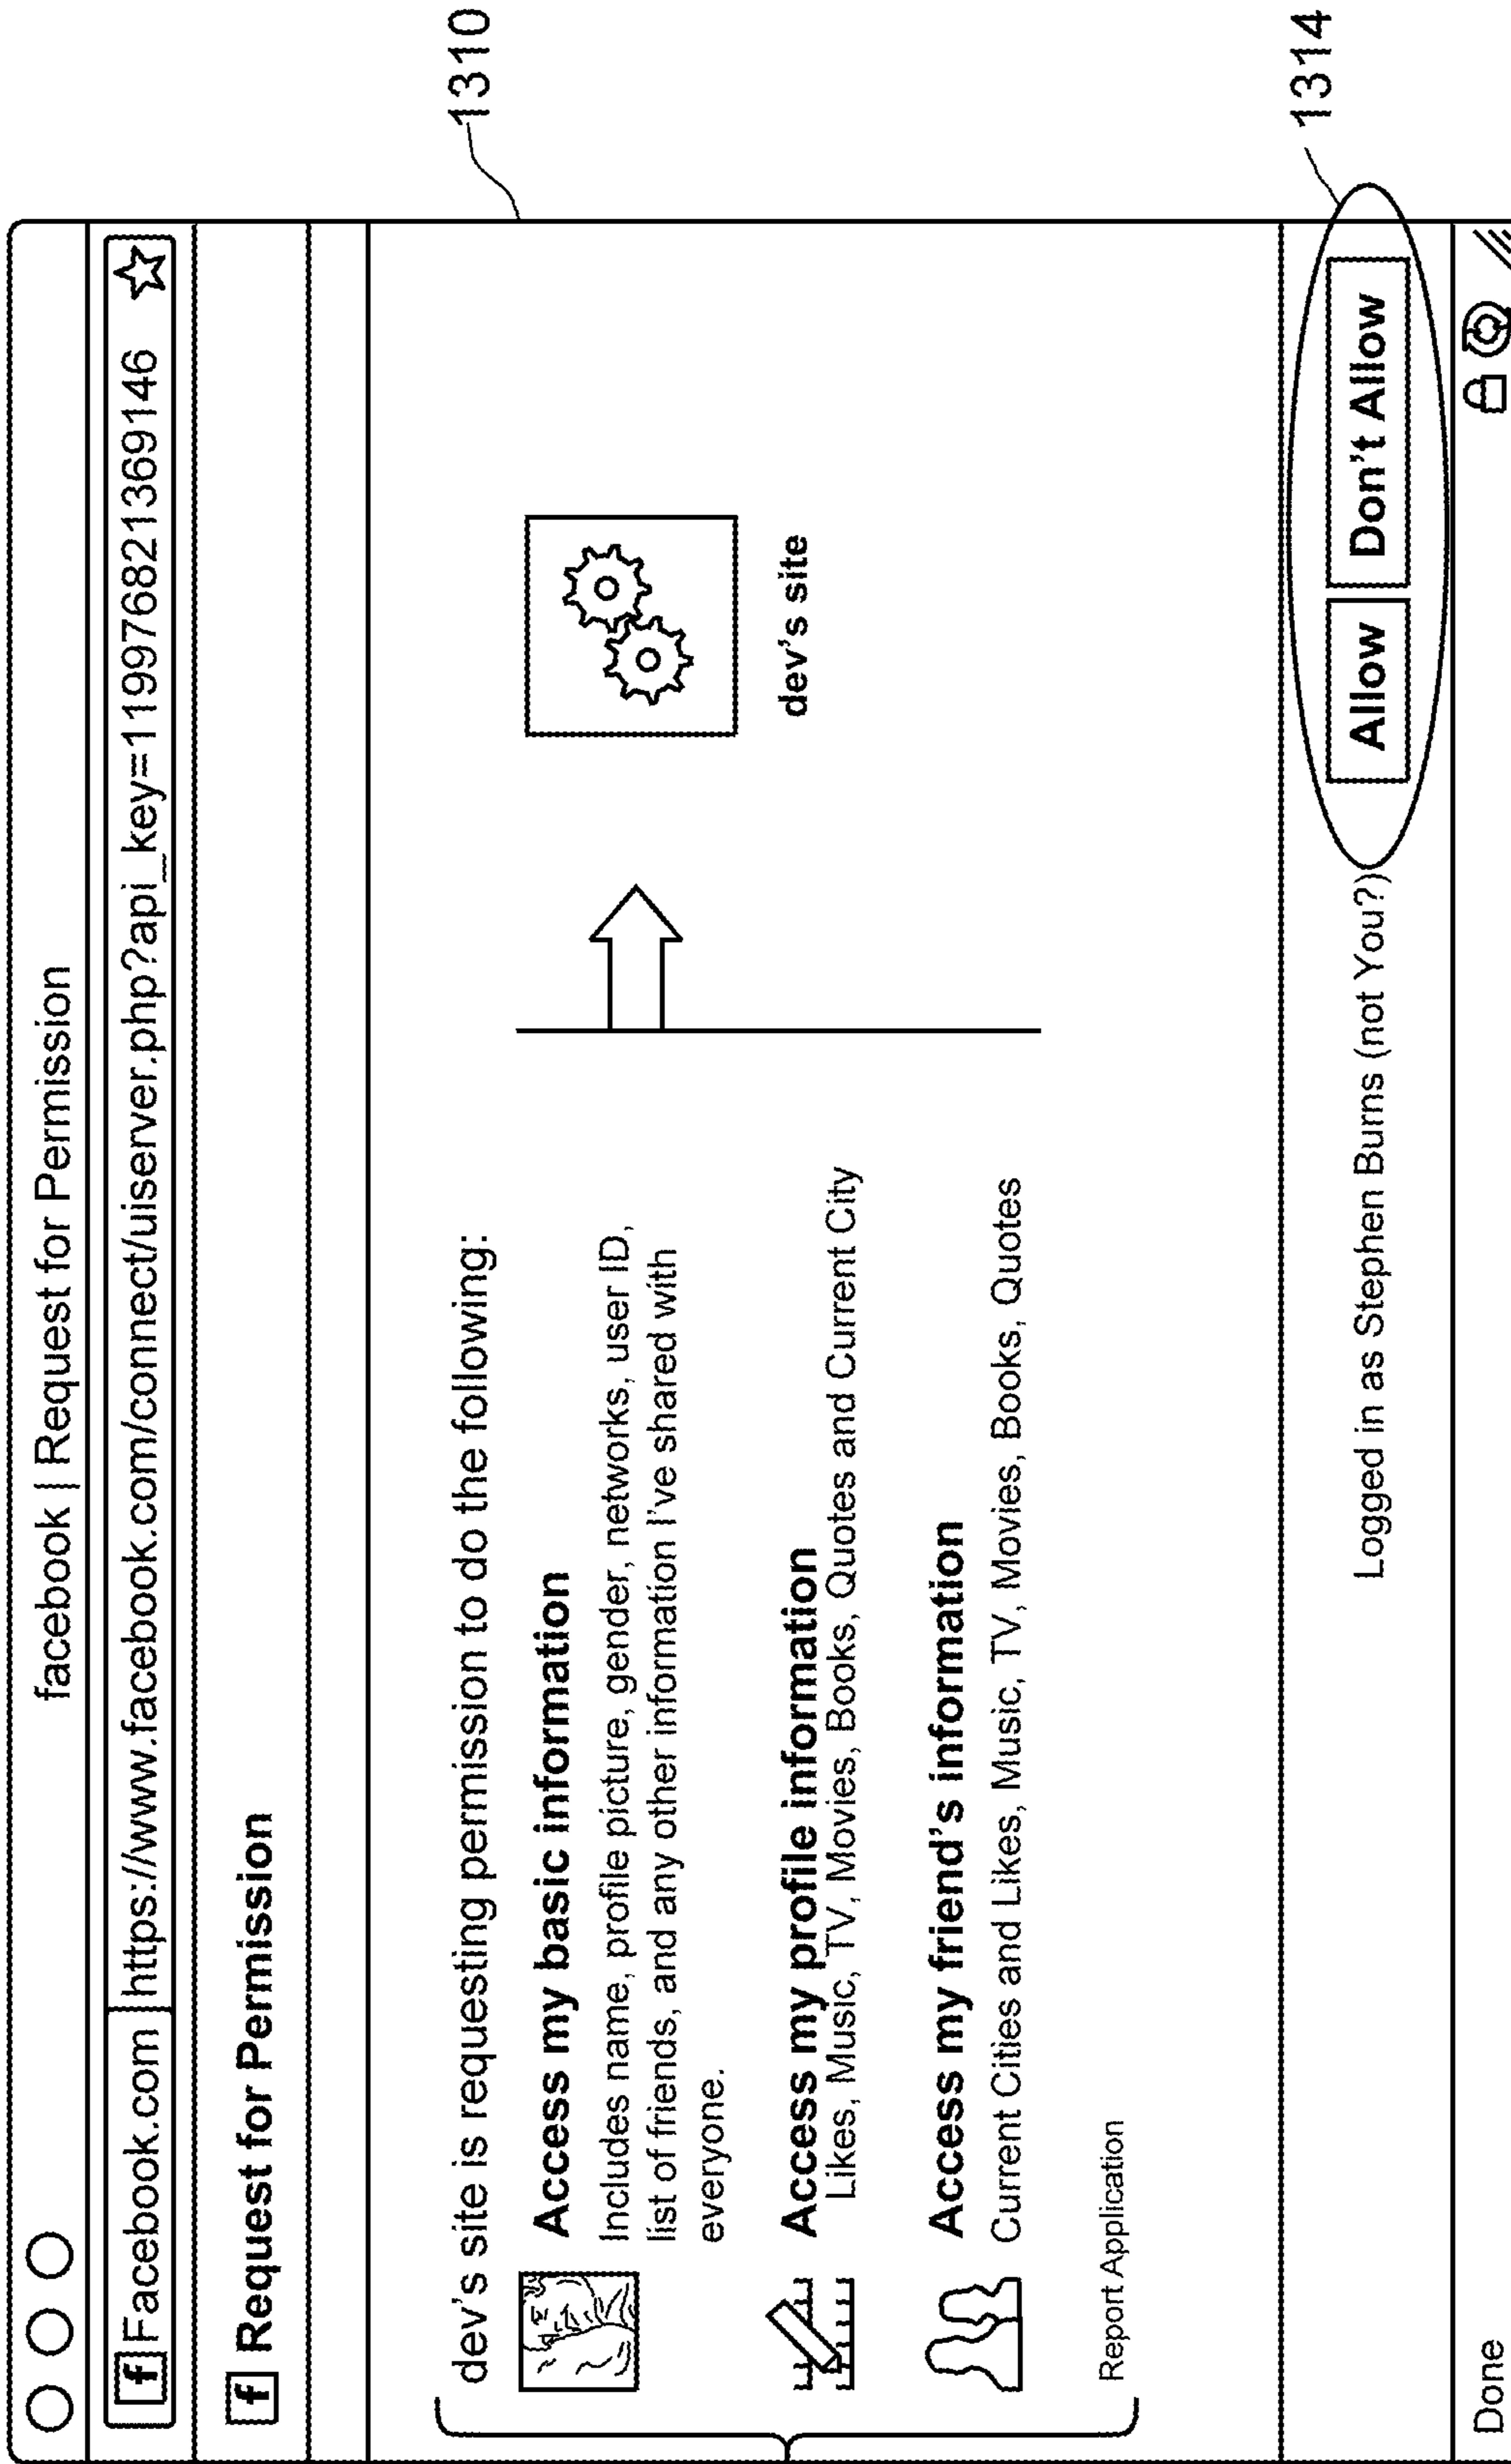 facebook | Request for Permission
f Facebook.com https://www.facebook.com/connect/uiserver.php?api_key=119976821369146
f Request for Permission
1310
dev's site is requesting permission to do the following:
Access my basic information
Includes name, profile picture, gender, networks, user ID,
list of friends, and any other information I've shared with
everyone.
dev's site
Access my profile information
Likes, Music, TV, Movies, Books, Quotes and Current City
Access my friend's information
Current Cities and Likes, Music, TV, Movies, Books, Quotes
Report Application
1314
Logged in as Stephen Burns (not You?) Allow Don't Allow
Done